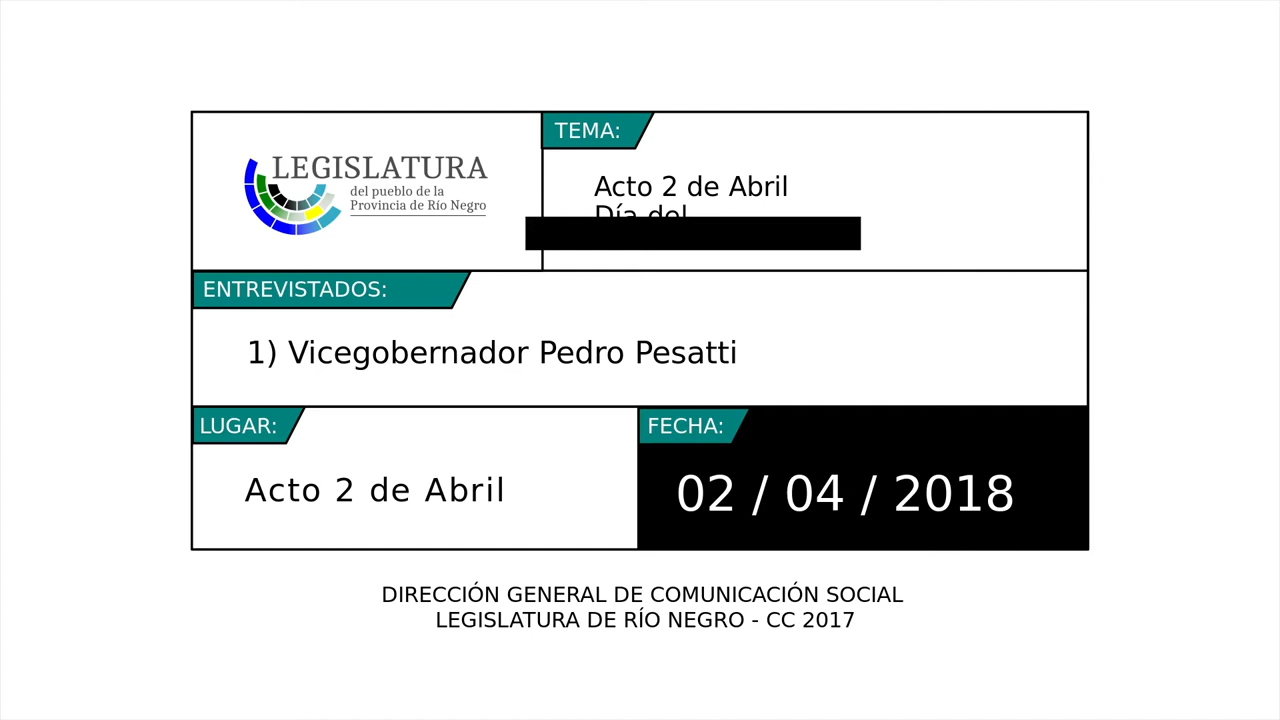 TEMA:
LEGISLATURA
del pueblo de la
Provincia de Río Negro
Acto 2 de Abril
Día del
ENTREVISTADOS:
1) Vicegobernador Pedro Pesatti
LUGAR:
FECHA:
Acto 2 de Abril
02 / 04 / 2018
DIRECCIÓN GENERAL DE COMUNICACIÓN SOCIAL
LEGISLATURA DE RÍO NEGRO - CC 2017